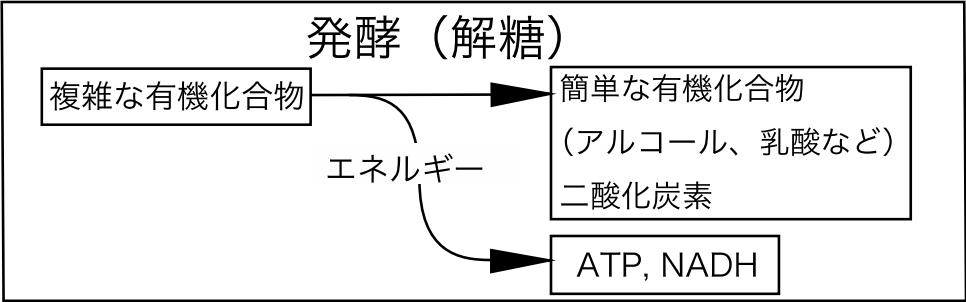 発酵（解糖）
複雑な有機化合物
簡単な有機化合物
（アルコール、乳酸など）
二酸化炭素
エネルギー
ATP, NADH